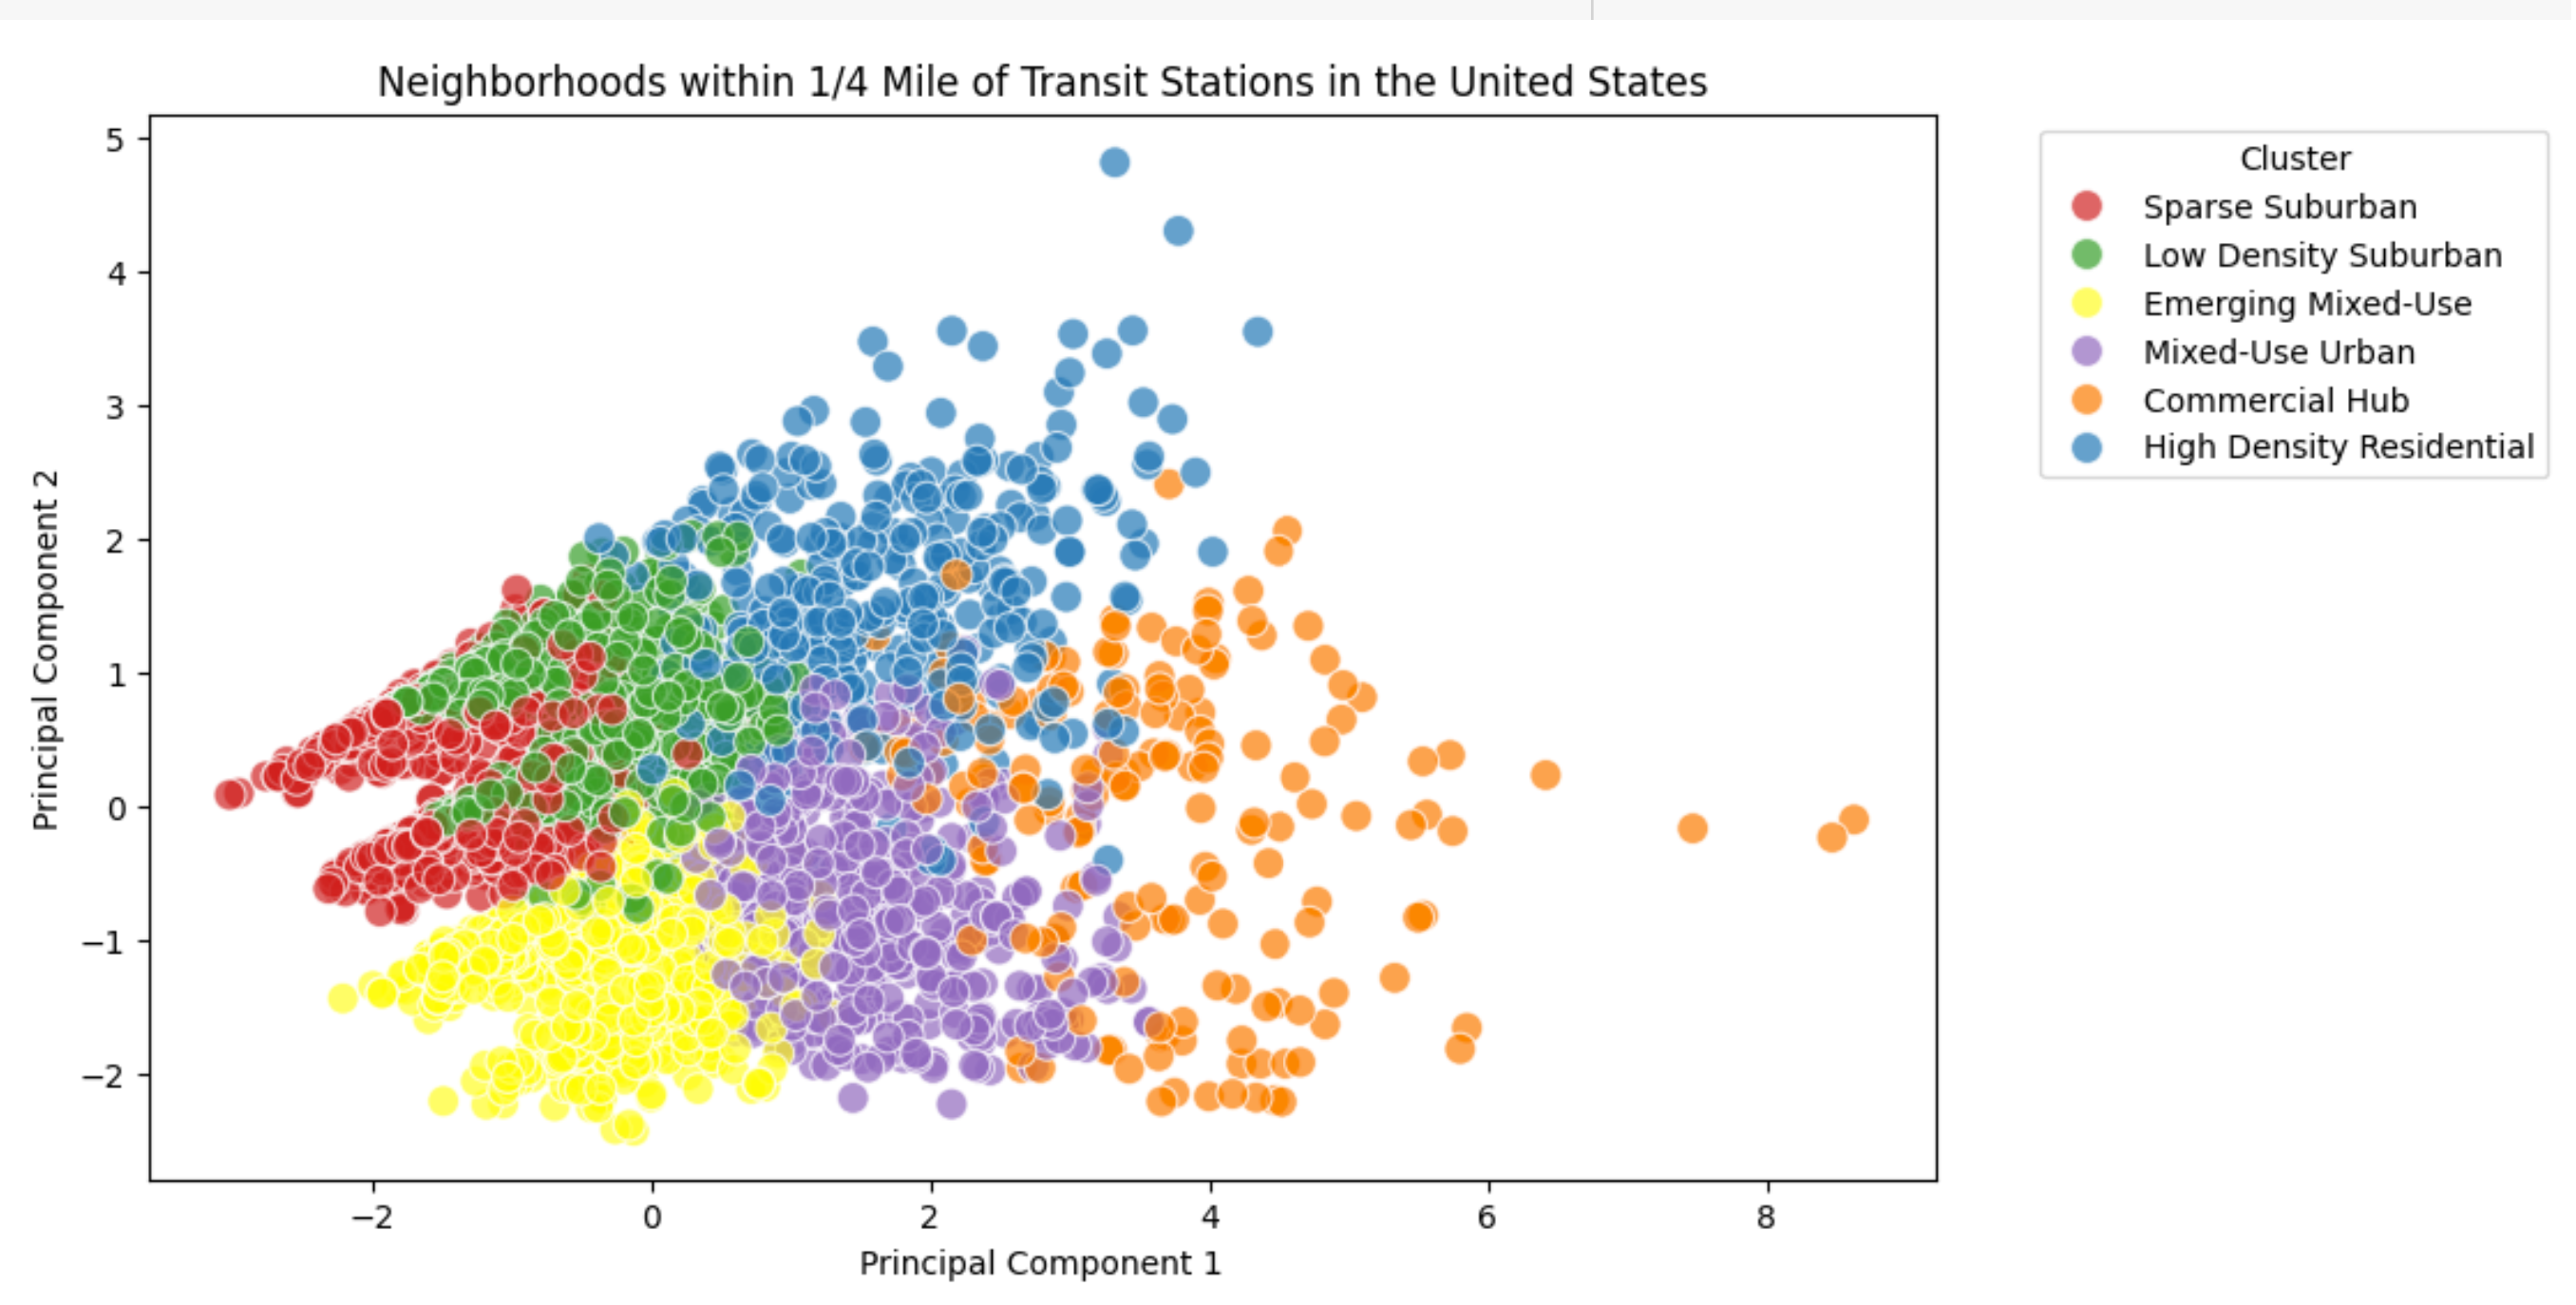 Neighborhoods within 1/4 Mile of Transit Stations in the United States
5
4
3
2
1
0
−1
−2
Principal Component 2
−2
0
2
4
6
8
Principal Component 1
Cluster
Sparse Suburban
Low Density Suburban
Emerging Mixed-Use
Mixed-Use Urban
Commercial Hub
High Density Residential